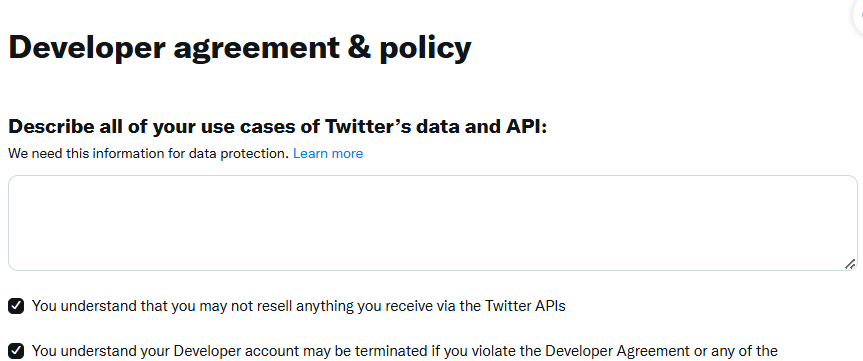 Developer agreement & policy
Describe all of your use cases of Twitter’s data and API:
We need this information for data protection. Learn more
You understand that you may not resell anything you receive via the Twitter APIs
You understand your Developer account may be terminated if you violate the Developer Agreement or any of the